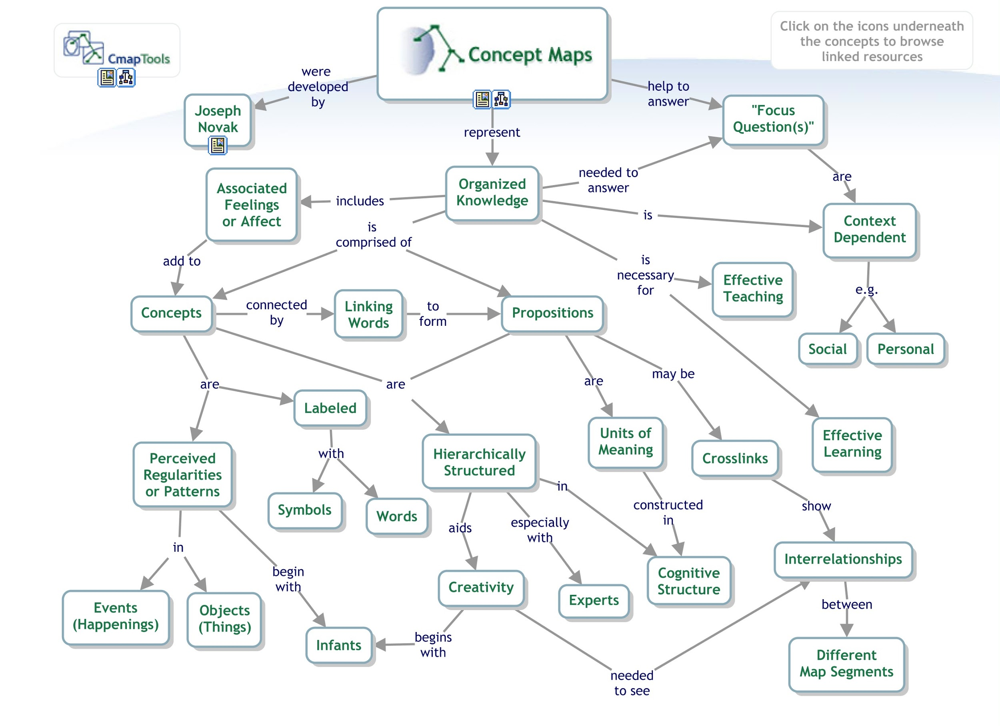 CmapTools
Concept Maps
Click on the icons underneath
the concepts to browse
linked resources
were
developed
by
help to
answer
Joseph
Novak
"Focus
Question(s)"
represent
Associated
Feelings
or Affect
includes
Organized
Knowledge
needed to
answer
are
is
Context
Dependent
is
comprised of
add to
is
necessary
for
Effective
Teaching
e.g.
Concepts
connected
by
Linking
Words
to
form
Propositions
Social
Personal
are
Labeled
are
are
may be
Perceived
Regularities
or Patterns
with
Hierarchically
Structured
Units of
Meaning
Crosslinks
Effective
Learning
Symbols
Words
in
constructed
in
show
aids
especially
with
in
begin
with
Creativity
Experts
Cognitive
Structure
Interrelationships
Events
(Happenings)
Objects
(Things)
Infants
begins
with
between
needed
to see
Different
Map Segments